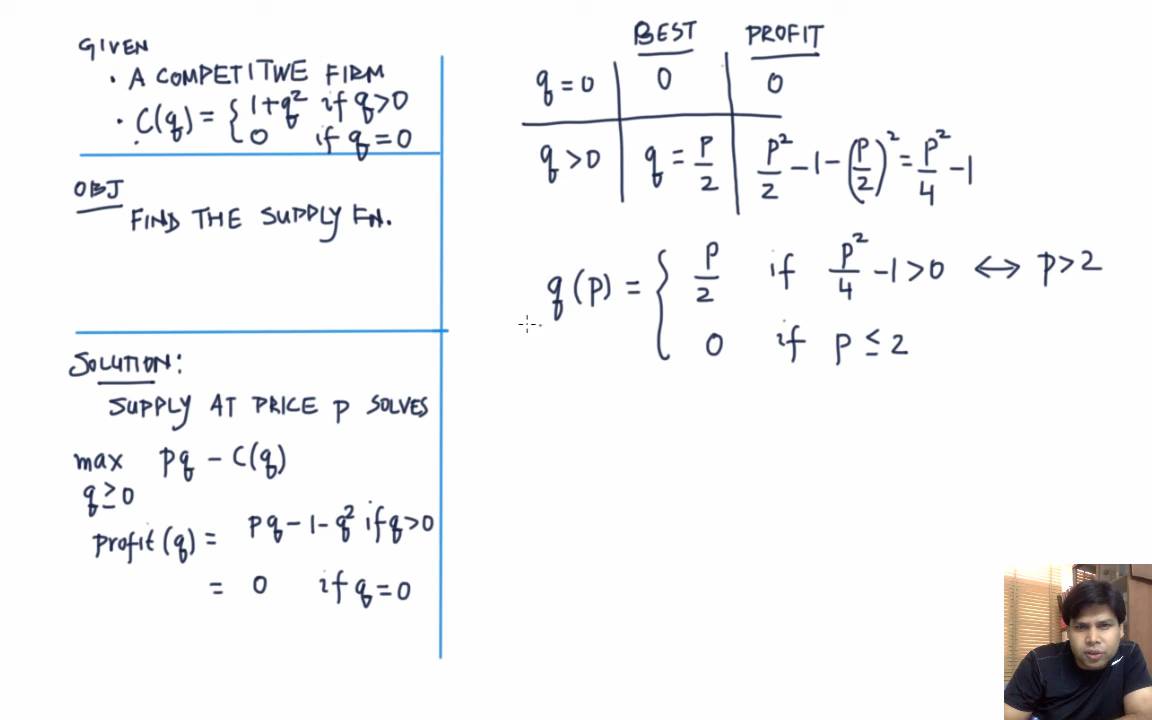 GIVEN
· A COMPETITIVE FIRM
· C(q) = { 1+q² if q>0
0 if q=0
OBJ
FIND THE SUPPLY FN.
SOLUTION:
SUPPLY AT PRICE p SOLVES
max pq - C(q)
q≥0
profit(q) = pq - 1 - q² if q>0
= 0 if q=0
BEST PROFIT
q=0 0 0
q>0 q = p/2 p²/2 - 1 - (p/2)² = p²/4 - 1
q(p) = { p/2 if p²/4 - 1 > 0 ⟷ p>2
0 if p ≤ 2